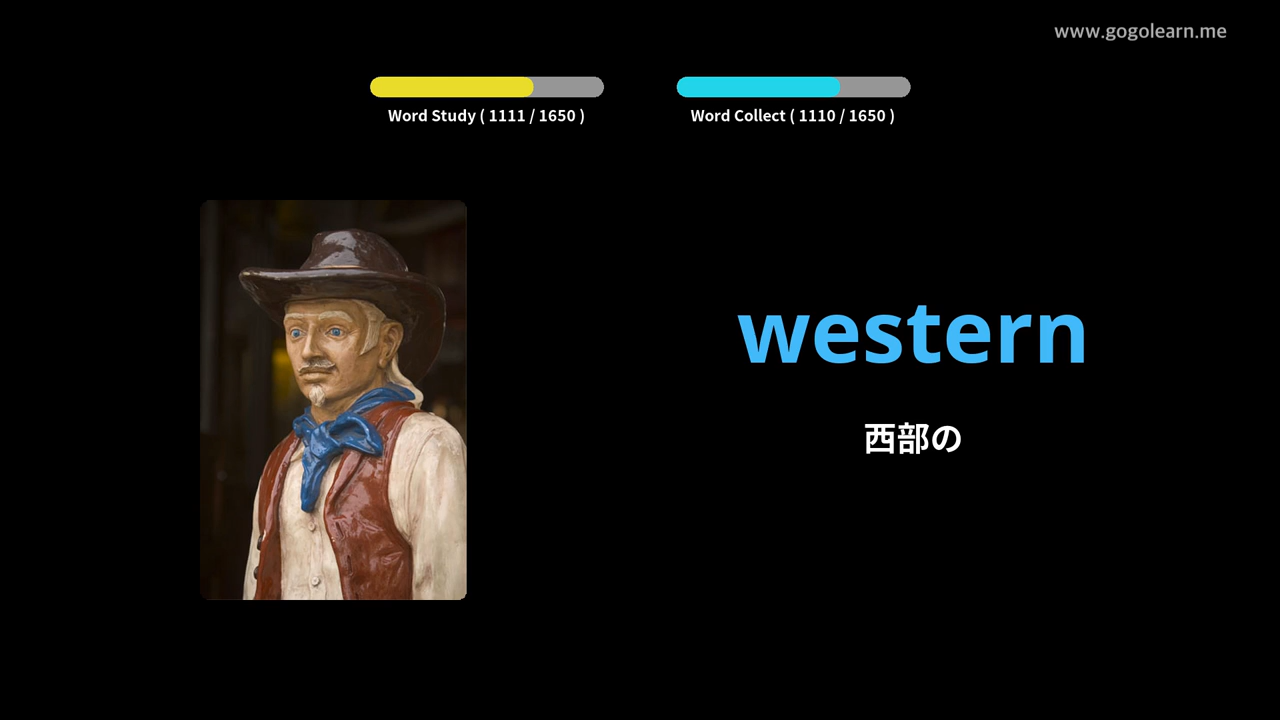 www.gogolearn.me
Word Study ( 1111 / 1650 )
Word Collect ( 1110 / 1650 )
western
西部の